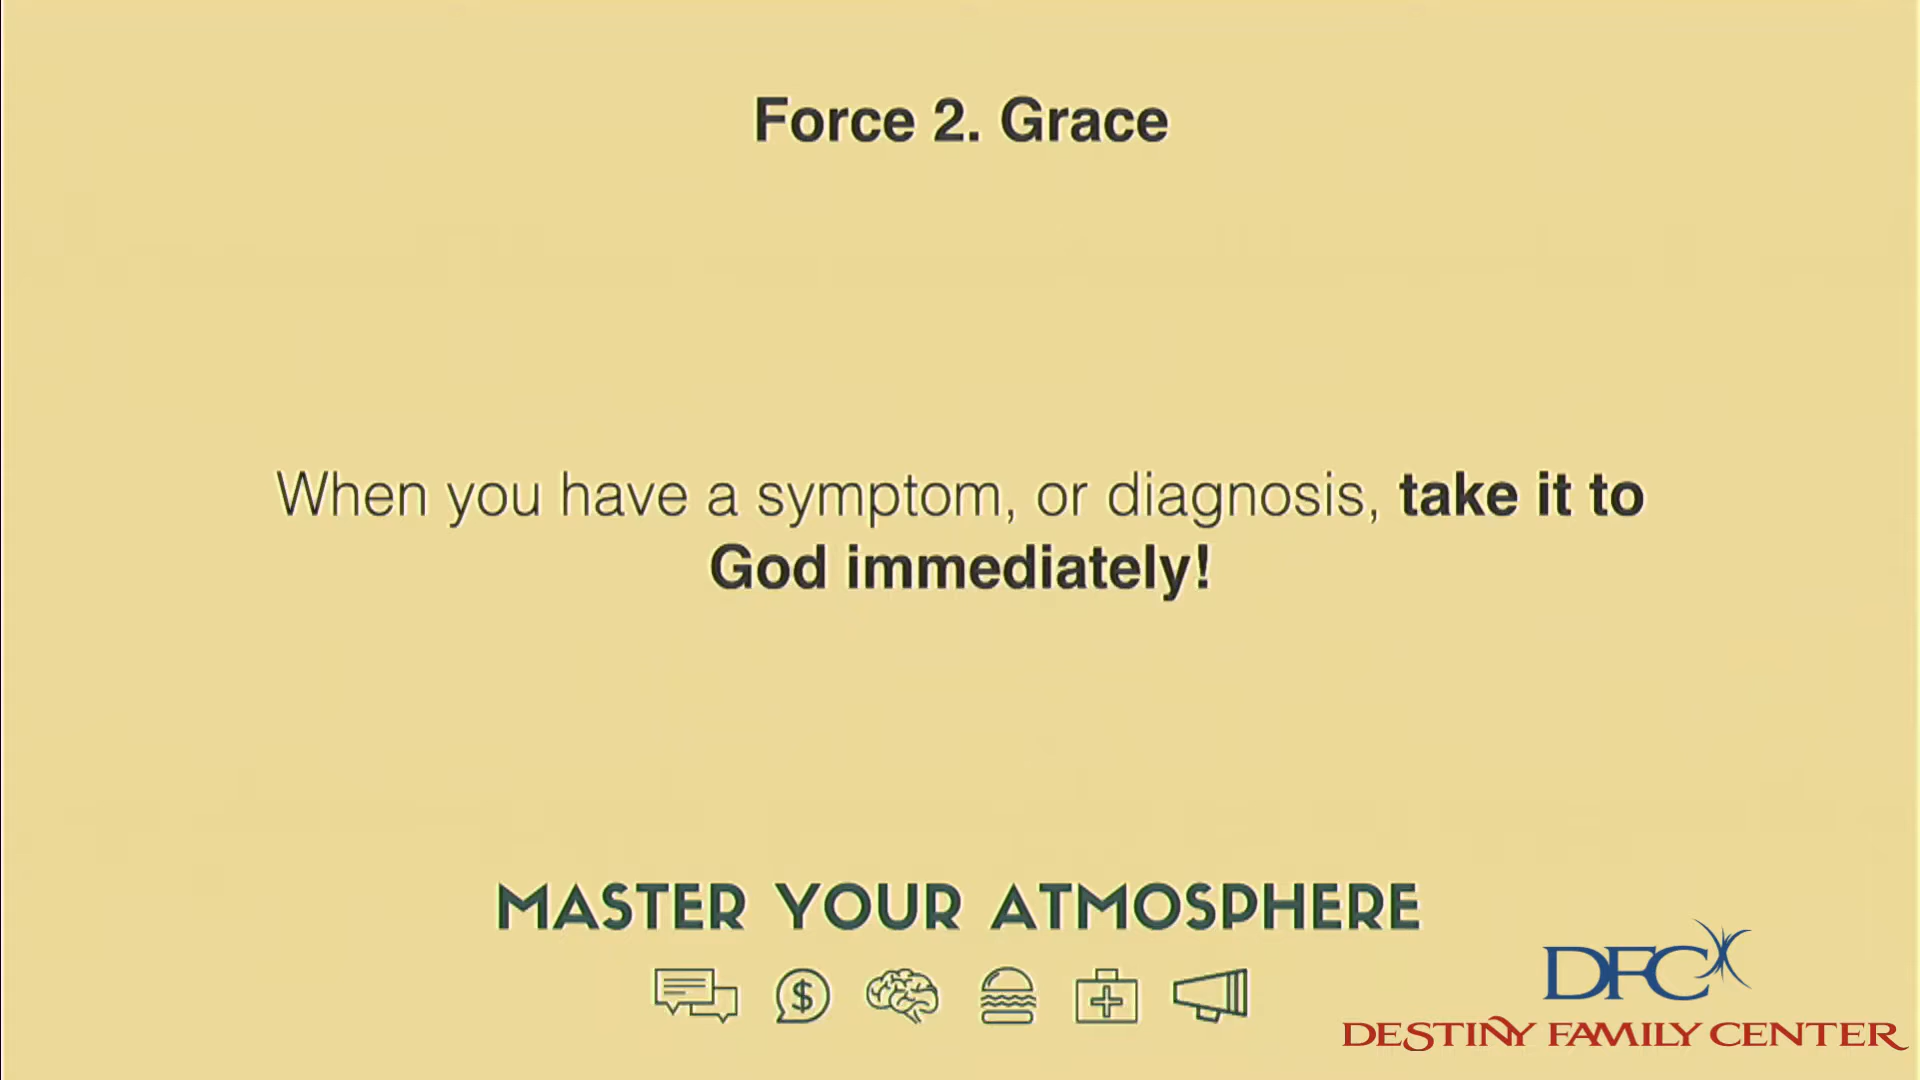 Force 2. Grace
When you have a symptom, or diagnosis, take it to
God immediately!
MASTER YOUR ATMOSPHERE
$
DFC
DESTINY FAMILY CENTER